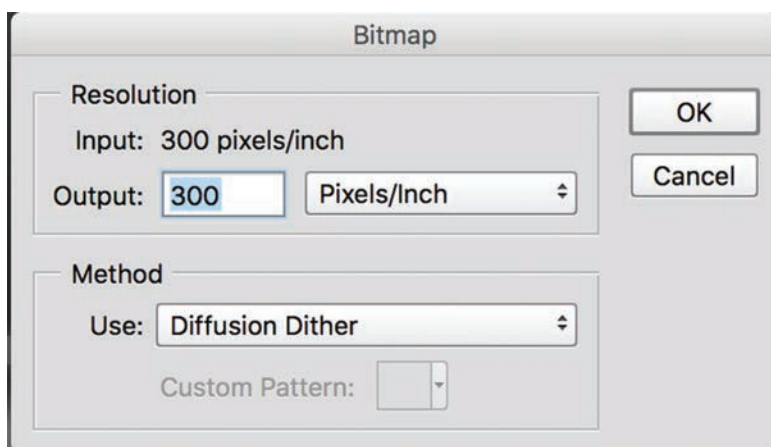 Bitmap
Resolution
Input: 300 pixels/inch
Output: 300 Pixels/Inch
OK
Cancel
Method
Use: Diffusion Dither
Custom Pattern: